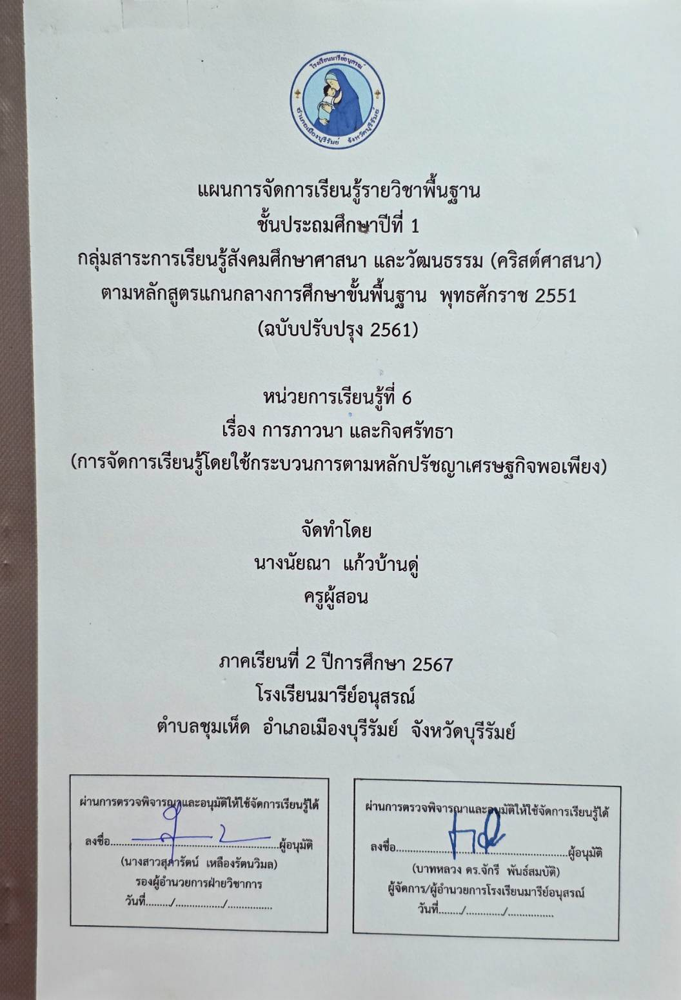 โรงเรียนมารีย์อนุสรณ์
อำเภอเมืองบุรีรัมย์ จังหวัดบุรีรัมย์
แผนการจัดการเรียนรู้รายวิชาพื้นฐาน
ชั้นประถมศึกษาปีที่ 1
กลุ่มสาระการเรียนรู้สังคมศึกษาศาสนา และวัฒนธรรม (คริสต์ศาสนา)
ตามหลักสูตรแกนกลางการศึกษาขั้นพื้นฐาน พุทธศักราช 2551
(ฉบับปรับปรุง 2561)
หน่วยการเรียนรู้ที่ 6
เรื่อง การภาวนา และกิจศรัทธา
(การจัดการเรียนรู้โดยใช้กระบวนการตามหลักปรัชญาเศรษฐกิจพอเพียง)
จัดทำโดย
นางนัยณา แก้วบ้านดู่
ครูผู้สอน
ภาคเรียนที่ 2 ปีการศึกษา 2567
โรงเรียนมารีย์อนุสรณ์
ตำบลชุมเห็ด อำเภอเมืองบุรีรัมย์ จังหวัดบุรีรัมย์
ผ่านการตรวจพิจารณาและอนุมัติให้ใช้จัดการเรียนรู้ได้
ลงชื่อ............................................................ผู้อนุมัติ
(นางสาวสุภารัตน์ เหลืองรัตนวิมล)
รองผู้อำนวยการฝ่ายวิชาการ
วันที่........./................./................
ผ่านการตรวจพิจารณาและอนุมัติให้ใช้จัดการเรียนรู้ได้
ลงชื่อ............................................................ผู้อนุมัติ
(บาทหลวง ดร.จักรี พันธ์สมบัติ)
ผู้จัดการ/ผู้อำนวยการโรงเรียนมารีย์อนุสรณ์
วันที่......../............./................